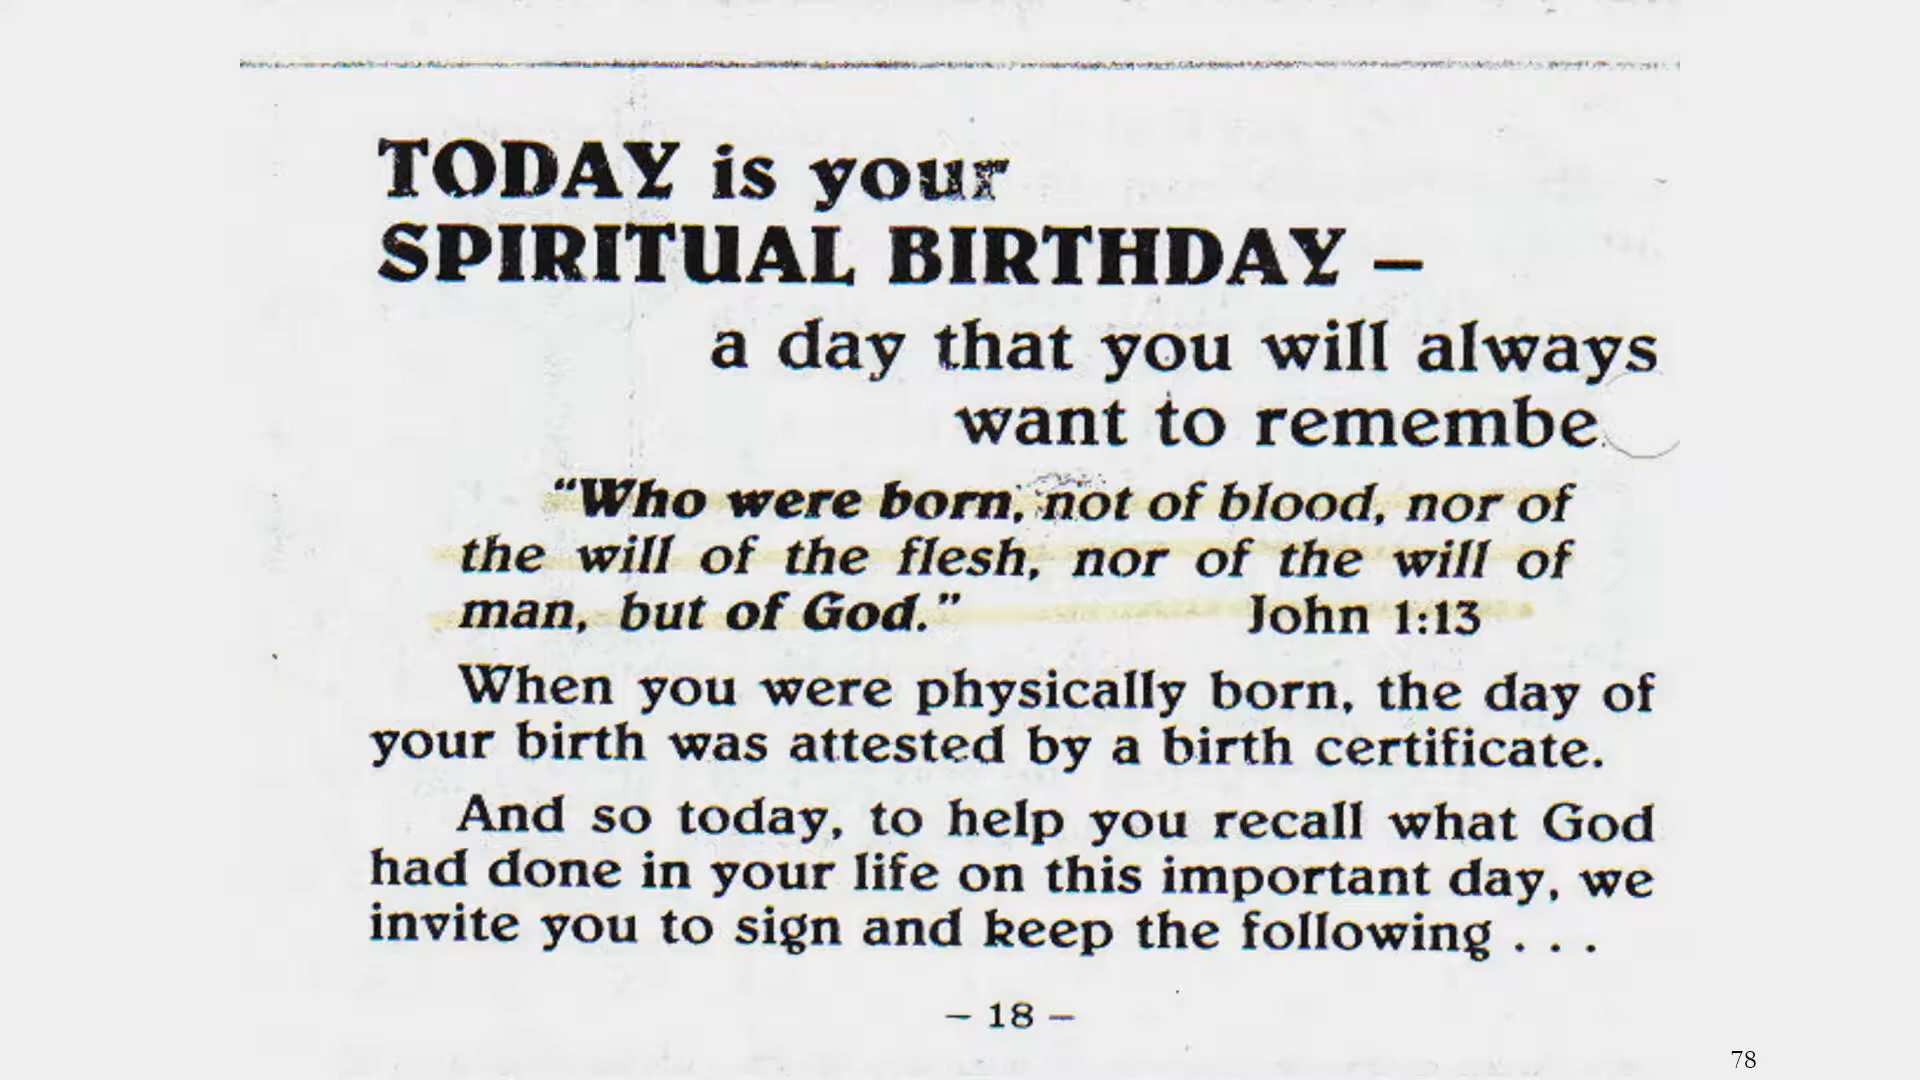 TODAY is your
SPIRITUAL BIRTHDAY –
a day that you will always
want to remembe
“Who were born, not of blood, nor of
the will of the flesh, nor of the will of
man, but of God.” John 1:13
When you were physically born, the day of
your birth was attested by a birth certificate.
And so today, to help you recall what God
had done in your life on this important day, we
invite you to sign and keep the following . . .
– 18 –
78